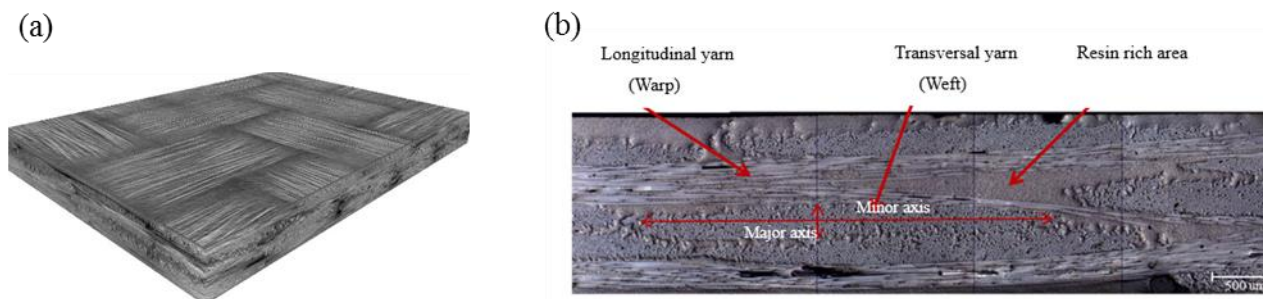 (a)
(b)
Longitudinal yarn
(Warp)
Transversal yarn
(Weft)
Resin rich area
Minor axis
Major axis
500 um